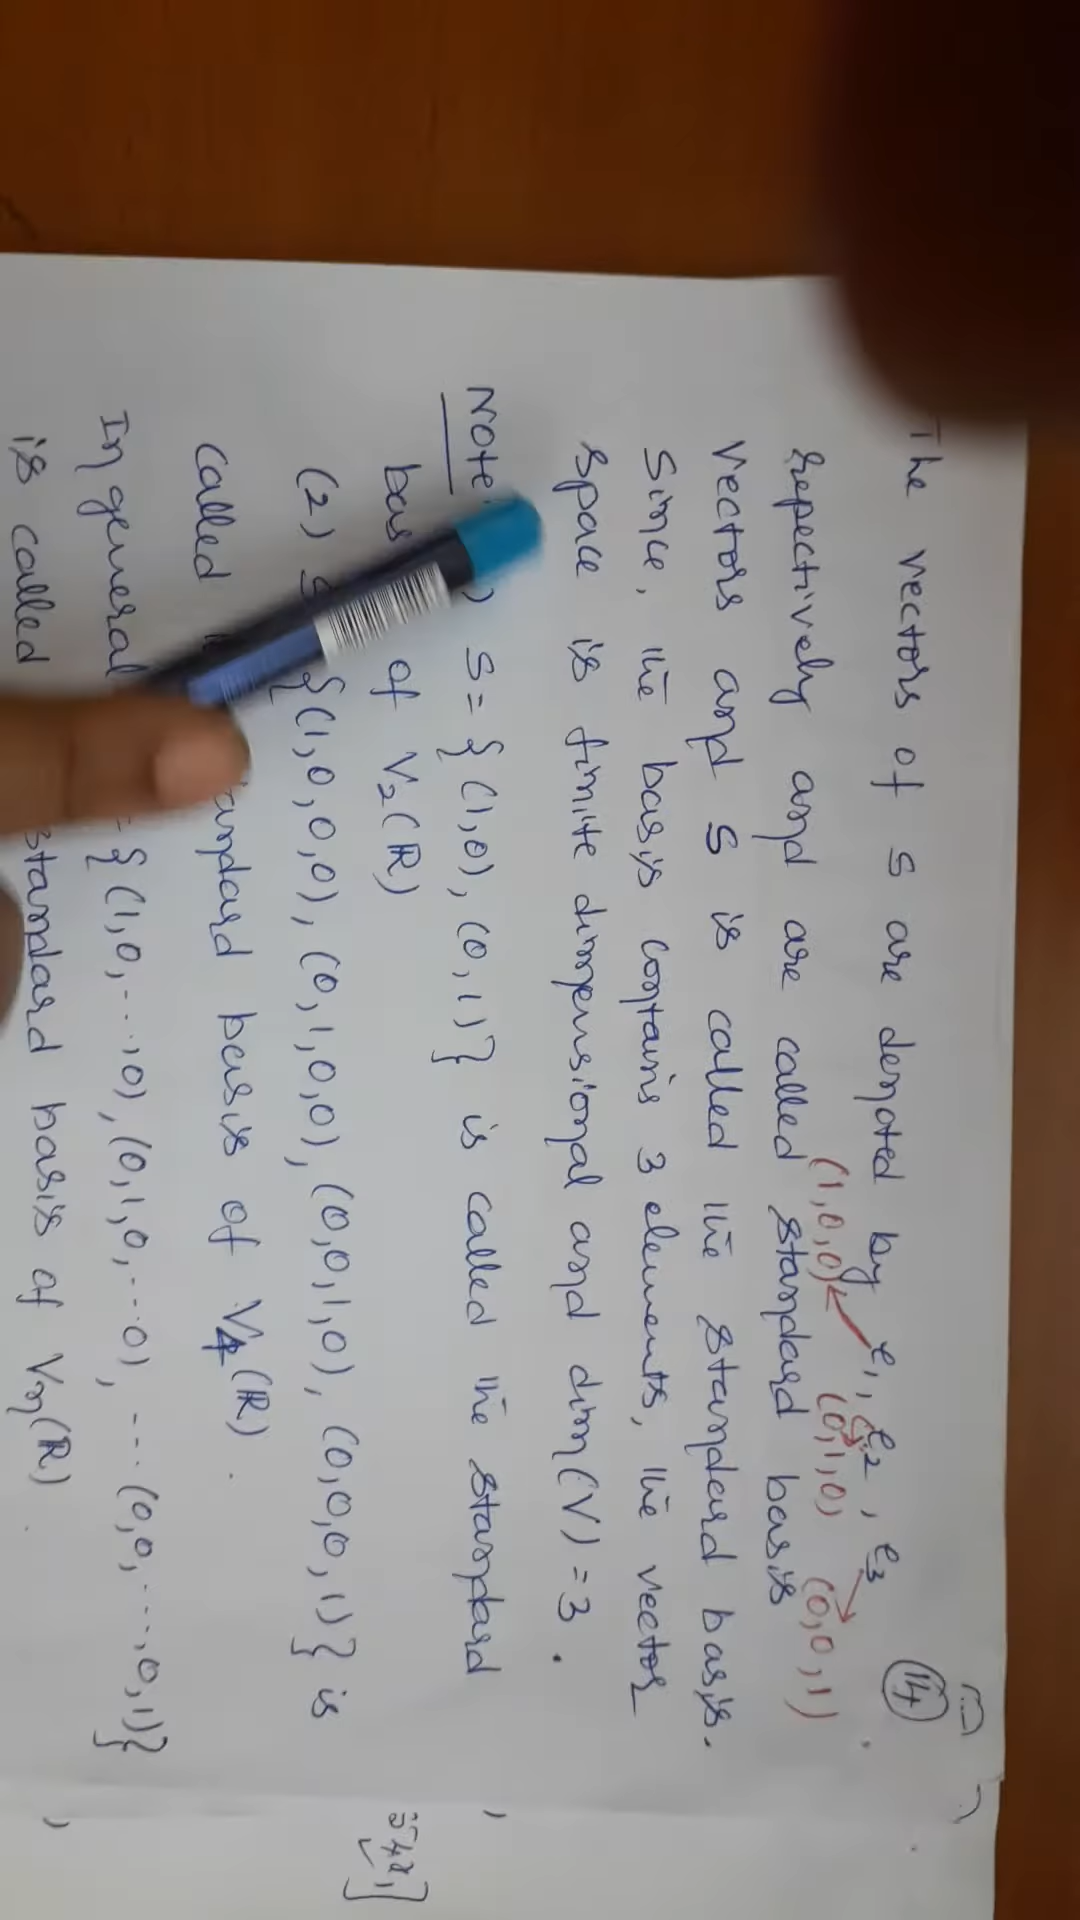 14
The vectors of S are denoted by e1, e2, e3
(1,0,0) (0,1,0) (0,0,1)
respectively and are called standard basis
vectors and S is called the standard basis.
Since, the basis contains 3 elements, the vector
space is finite dimensional and dim(V) = 3.
Note ) S = {(1,0), (0,1)} is called the standard
bas of V2(R)
(2) S {(1,0,0,0), (0,1,0,0), (0,0,1,0), (0,0,0,1)} is
called tandard basis of V4(R).
In general = {(1,0,...,0), (0,1,0,...0), ... (0,0,...,0,1)}
is called standard basis of Vn(R).